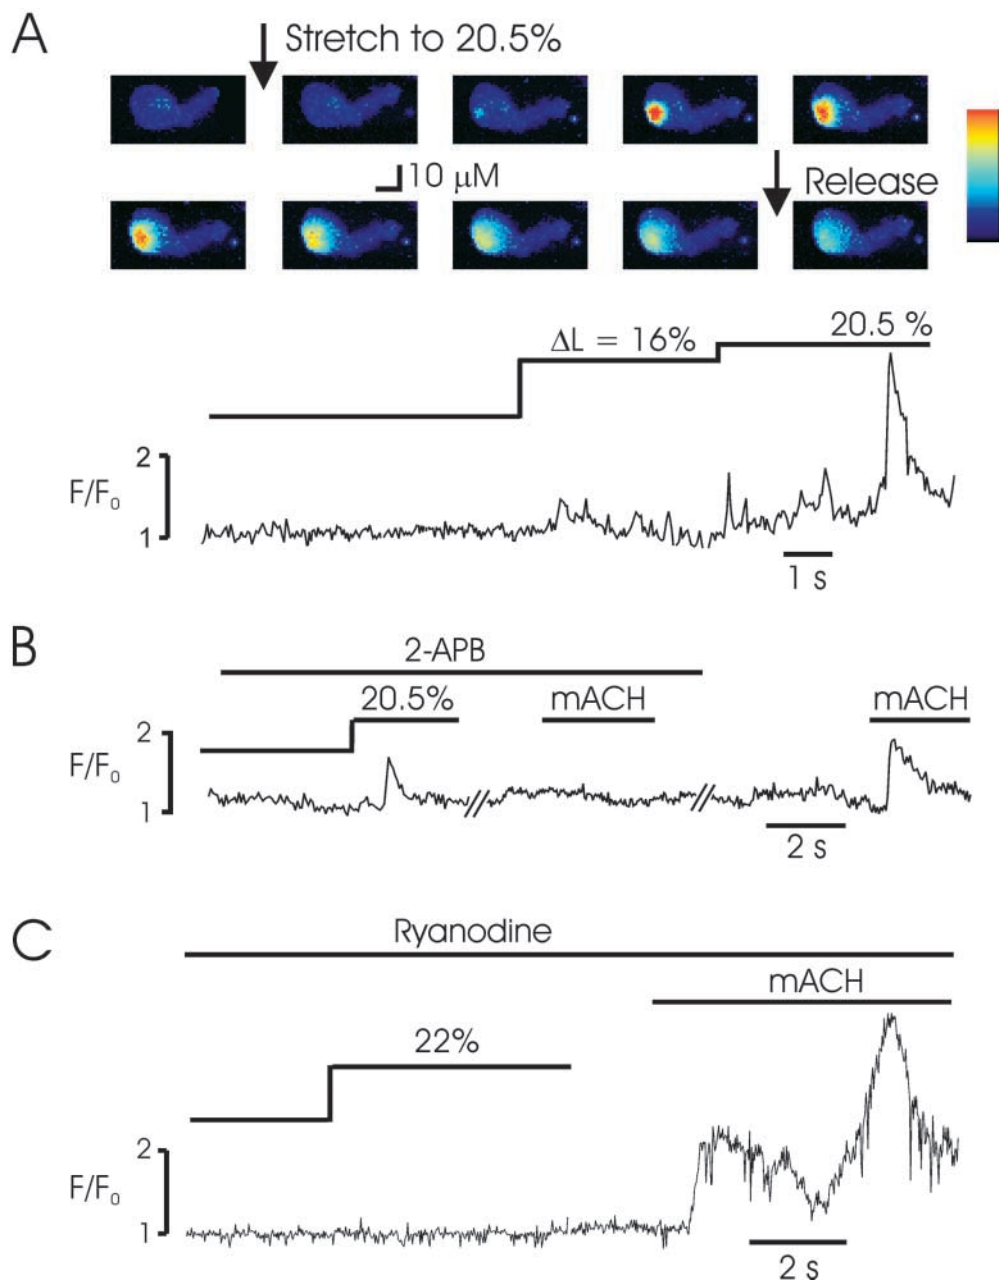 A
Stretch to 20.5%
10 μM
Release
ΔL = 16%
20.5 %
2
F/F₀
1
1 s
B
2-APB
20.5%
mACH
mACH
2
F/F₀
1
2 s
C
Ryanodine
mACH
22%
2
F/F₀
1
2 s